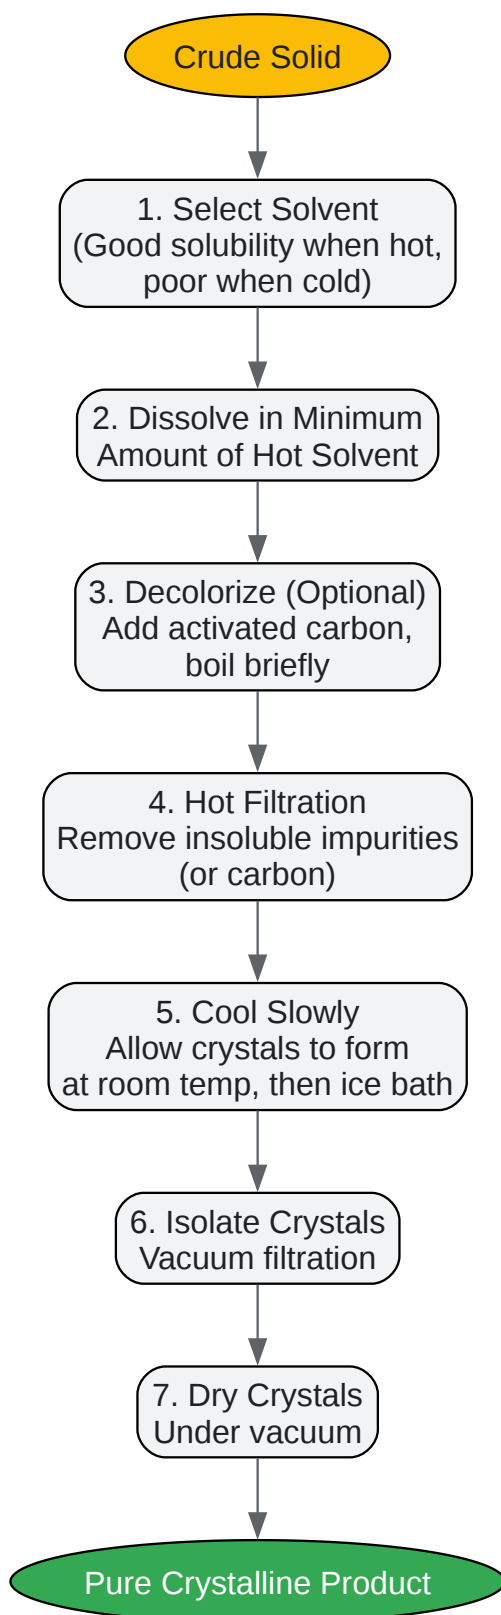 Crude Solid
1. Select Solvent
(Good solubility when hot,
poor when cold)
2. Dissolve in Minimum
Amount of Hot Solvent
3. Decolorize (Optional)
Add activated carbon,
boil briefly
4. Hot Filtration
Remove insoluble impurities
(or carbon)
5. Cool Slowly
Allow crystals to form
at room temp, then ice bath
6. Isolate Crystals
Vacuum filtration
7. Dry Crystals
Under vacuum
Pure Crystalline Product